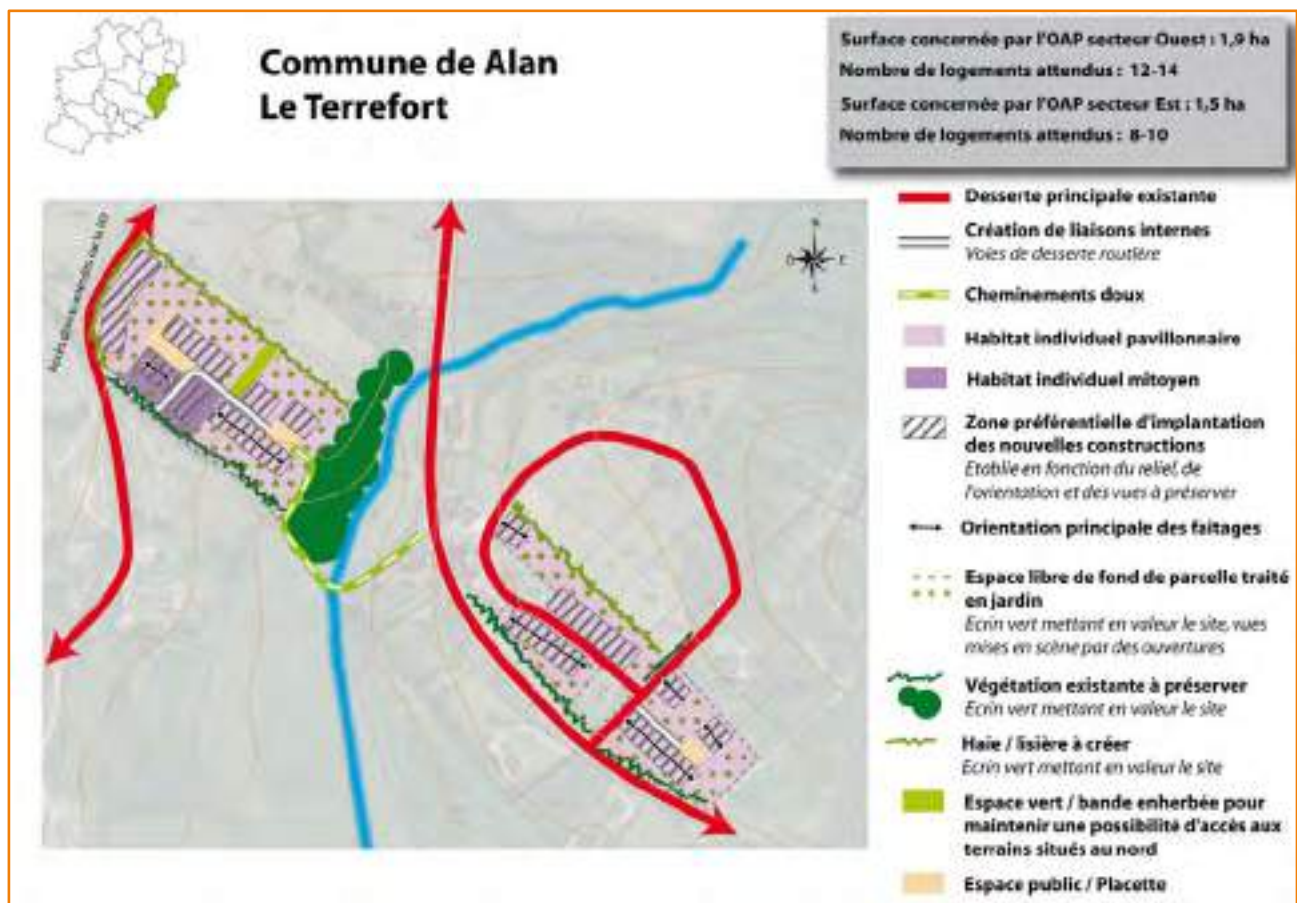 Commune de Alan
Le Terrefort
Surface concernée par l'OAP secteur Ouest : 1,9 ha
Nombre de logements attendus : 12-14
Surface concernée par l'OAP secteur Est : 1,5 ha
Nombre de logements attendus : 8-10
N
O
E
S
Desserte principale existante
Création de liaisons internes
Voies de desserte routière
Cheminements doux
Habitat individuel pavillonnaire
Habitat individuel mitoyen
Zone préférentielle d'implantation
des nouvelles constructions
Etablie en fonction du relief, de
l'orientation et des vues à préserver
Orientation principale des faîtages
Espace libre de fond de parcelle traité
en jardin
Ecrin vert mettant en valeur le site, vues
mises en scène par des ouvertures
Végétation existante à préserver
Ecrin vert mettant en valeur le site
Haie / lisière à créer
Ecrin vert mettant en valeur le site
Espace vert / bande enherbée pour
maintenir une possibilité d'accès aux
terrains situés au nord
Espace public / Placette